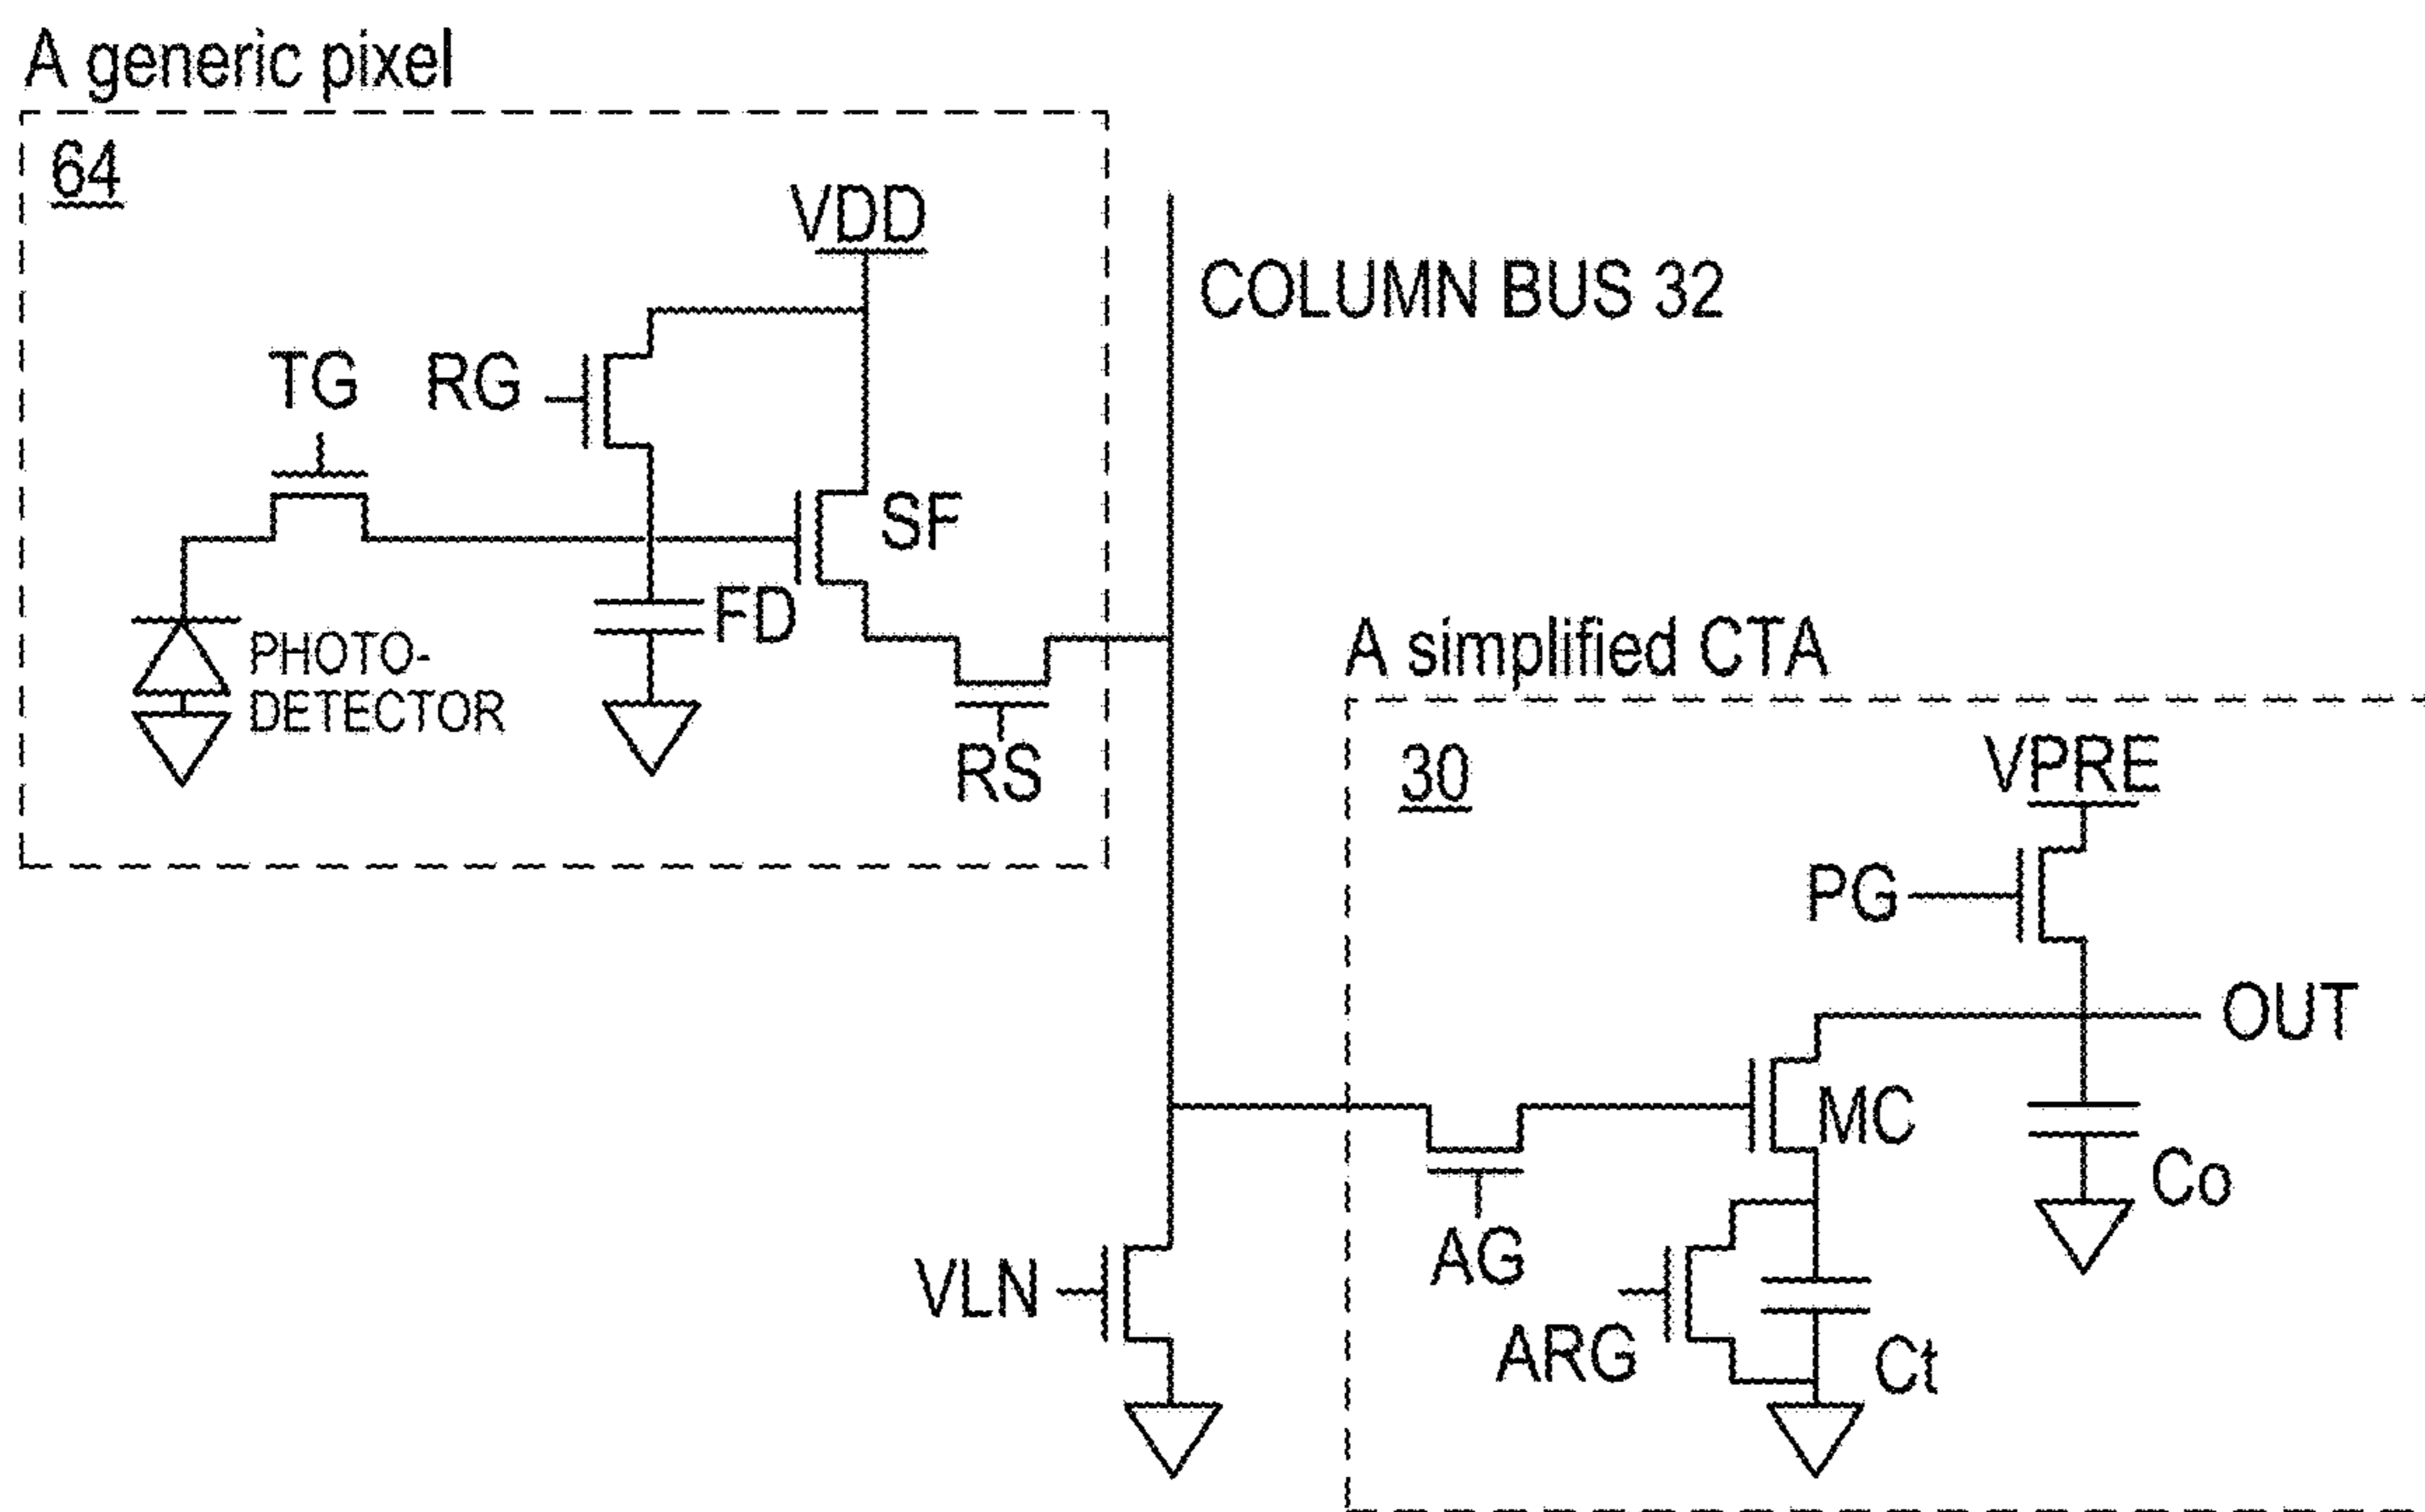 A generic pixel
64
VDD
COLUMN BUS 32
TG
RG
SF
FD
PHOTO-
DETECTOR
RS
A simplified CTA
30
VPRE
PG
OUT
MC
Co
AG
VLN
ARG
Ct